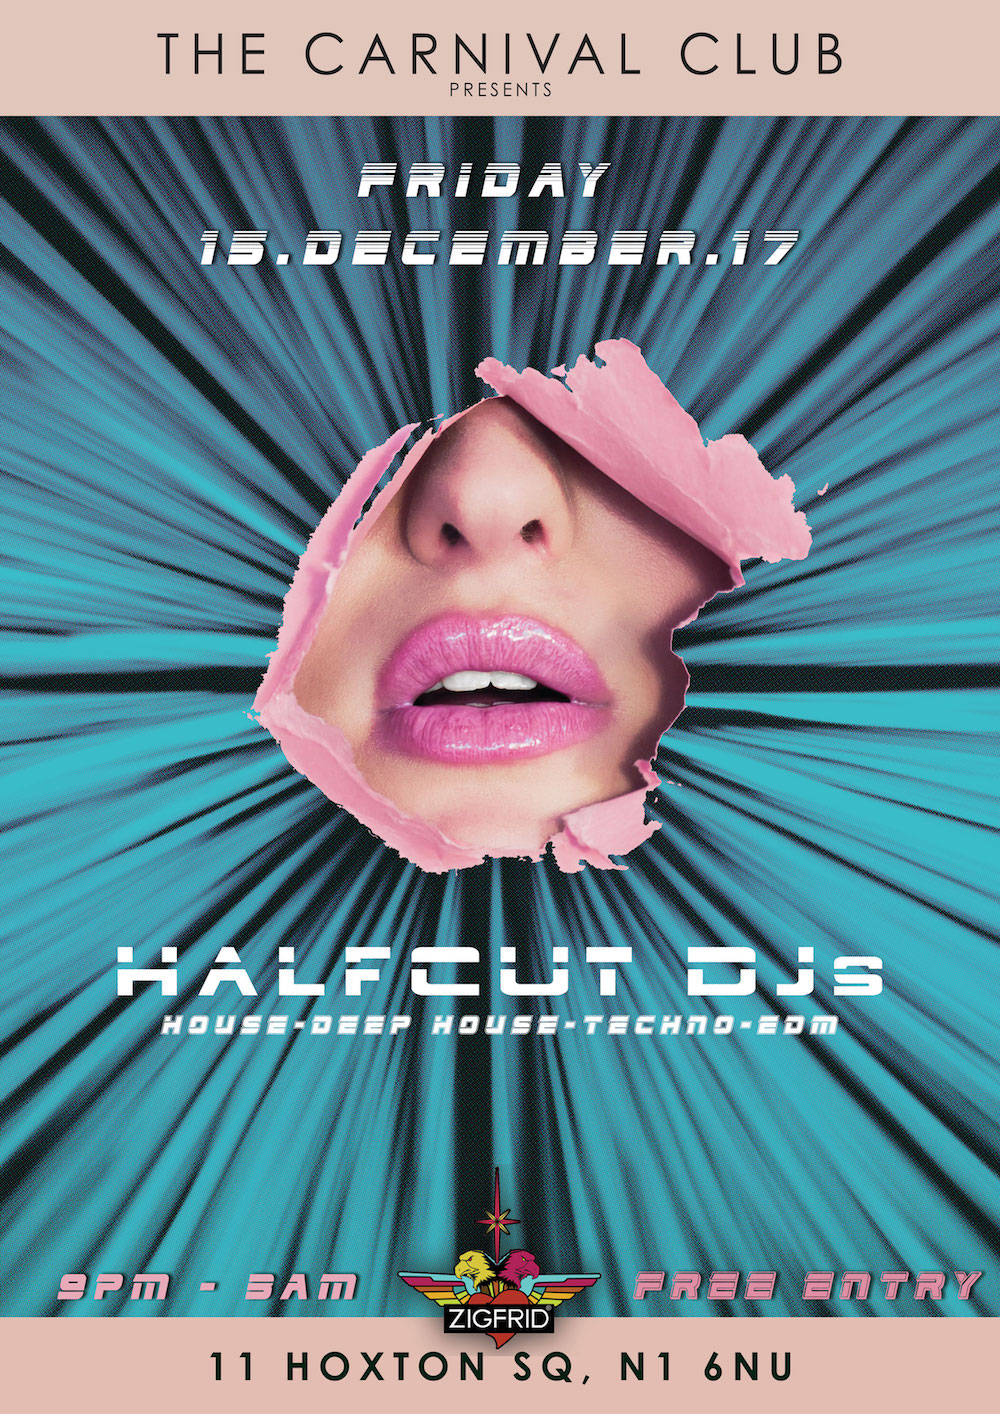 THE CARNIVAL CLUB
PRESENTS
FRIDAY
15.DECEMBER.17
HALFCUT DJs
HOUSE-DEEP HOUSE-TECHNO-EDM
9PM - 3AM
FREE ENTRY
ZIGFRID
11 HOXTON SQ, N1 6NU